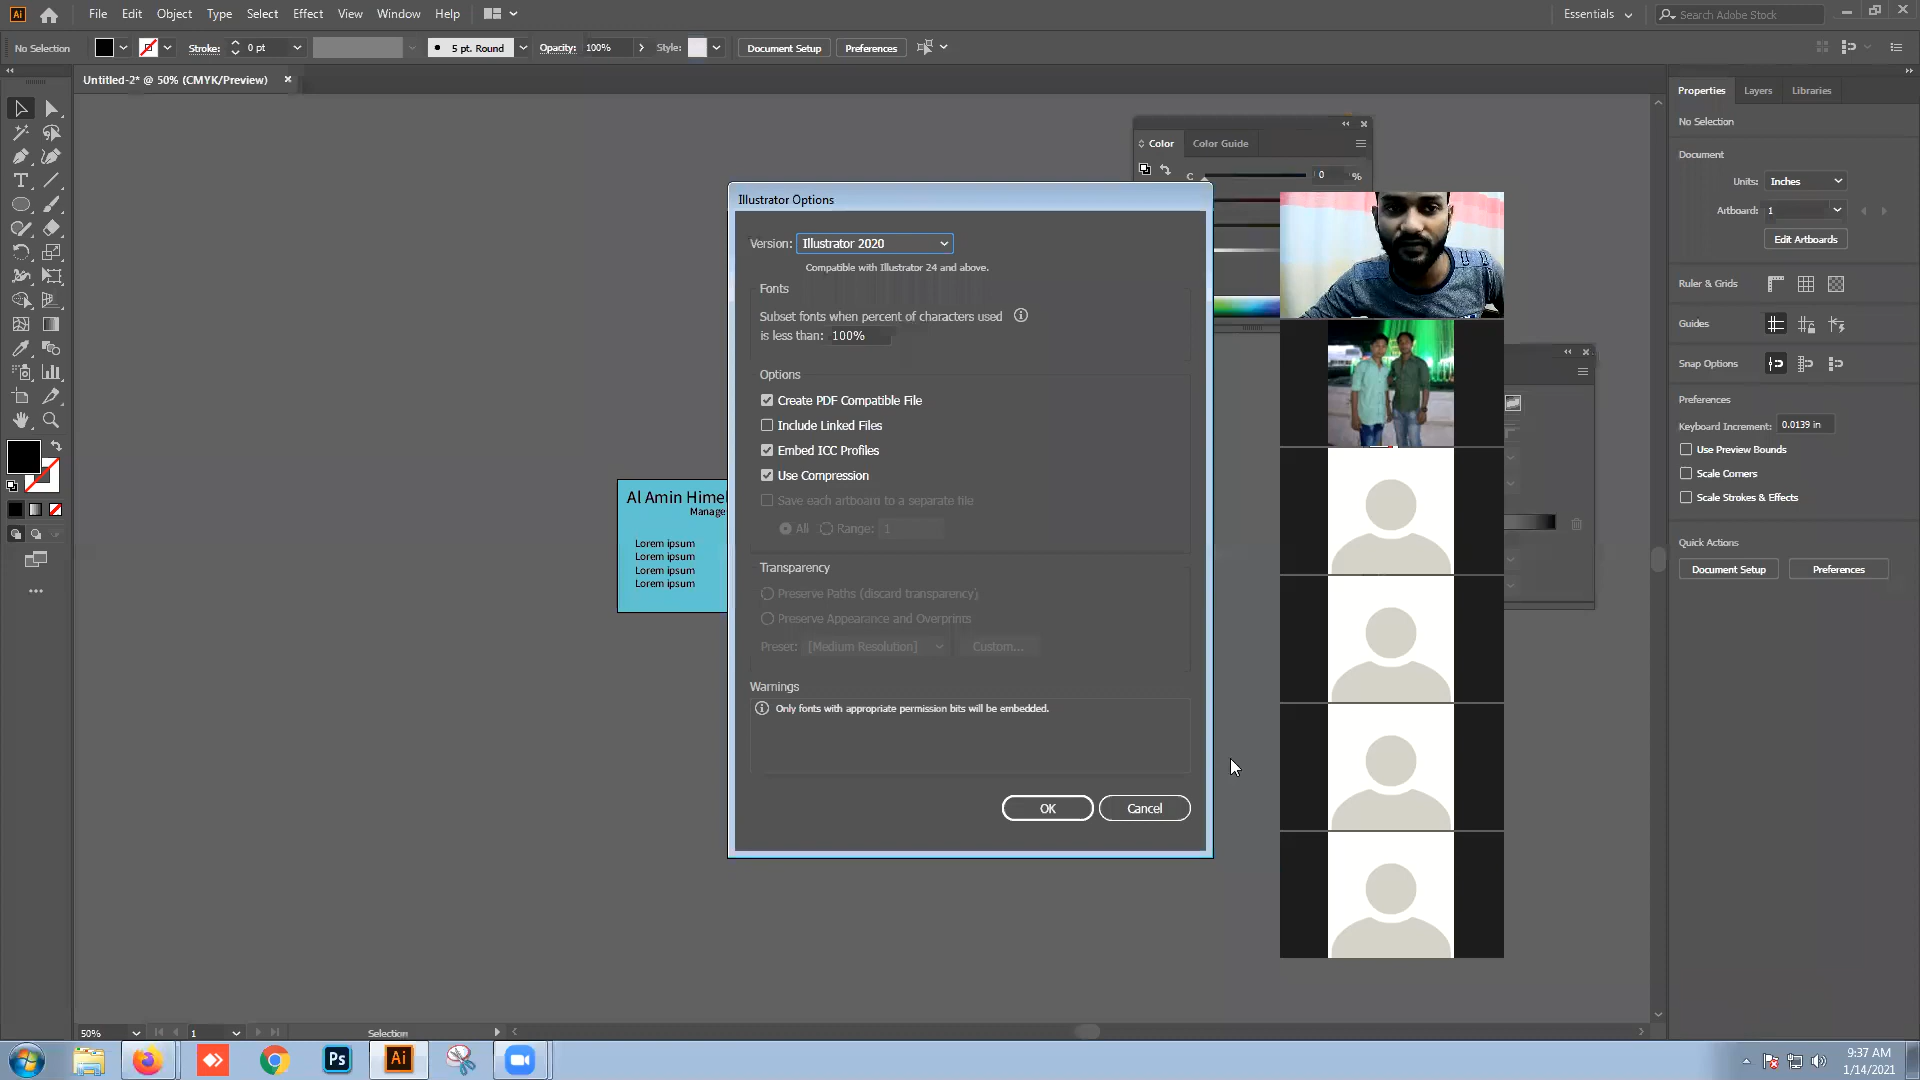 Ai File Edit Object Type Select Effect View Window Help Essentials Search Adobe Stock
No Selection Stroke: 0 pt 5 pt. Round Opacity: 100% Style: Document Setup Preferences
Untitled-2* @ 50% (CMYK/Preview)
Properties Layers Libraries
No Selection
Document
Units: Inches
Artboard: 1
Edit Artboards
Ruler & Grids
Guides
Snap Options
Preferences
Keyboard Increment: 0.0139 in
Use Preview Bounds
Scale Corners
Scale Strokes & Effects
Quick Actions
Document Setup Preferences
Color Color Guide
C 0 %
Al Amin Himel
Manage
Lorem ipsum
Lorem ipsum
Lorem ipsum
Lorem ipsum
Illustrator Options
Version: Illustrator 2020
Compatible with Illustrator 24 and above.
Fonts
Subset fonts when percent of characters used
is less than: 100%
Options
Create PDF Compatible File
Include Linked Files
Embed ICC Profiles
Use Compression
Save each artboard to a separate file
All Range: 1
Transparency
Preserve Paths (discard transparency)
Preserve Appearance and Overprints
Preset: [Medium Resolution] Custom...
Warnings
Only fonts with appropriate permission bits will be embedded.
OK Cancel
50% 1 Selection
Ps Ai
9:37 AM
1/14/2021